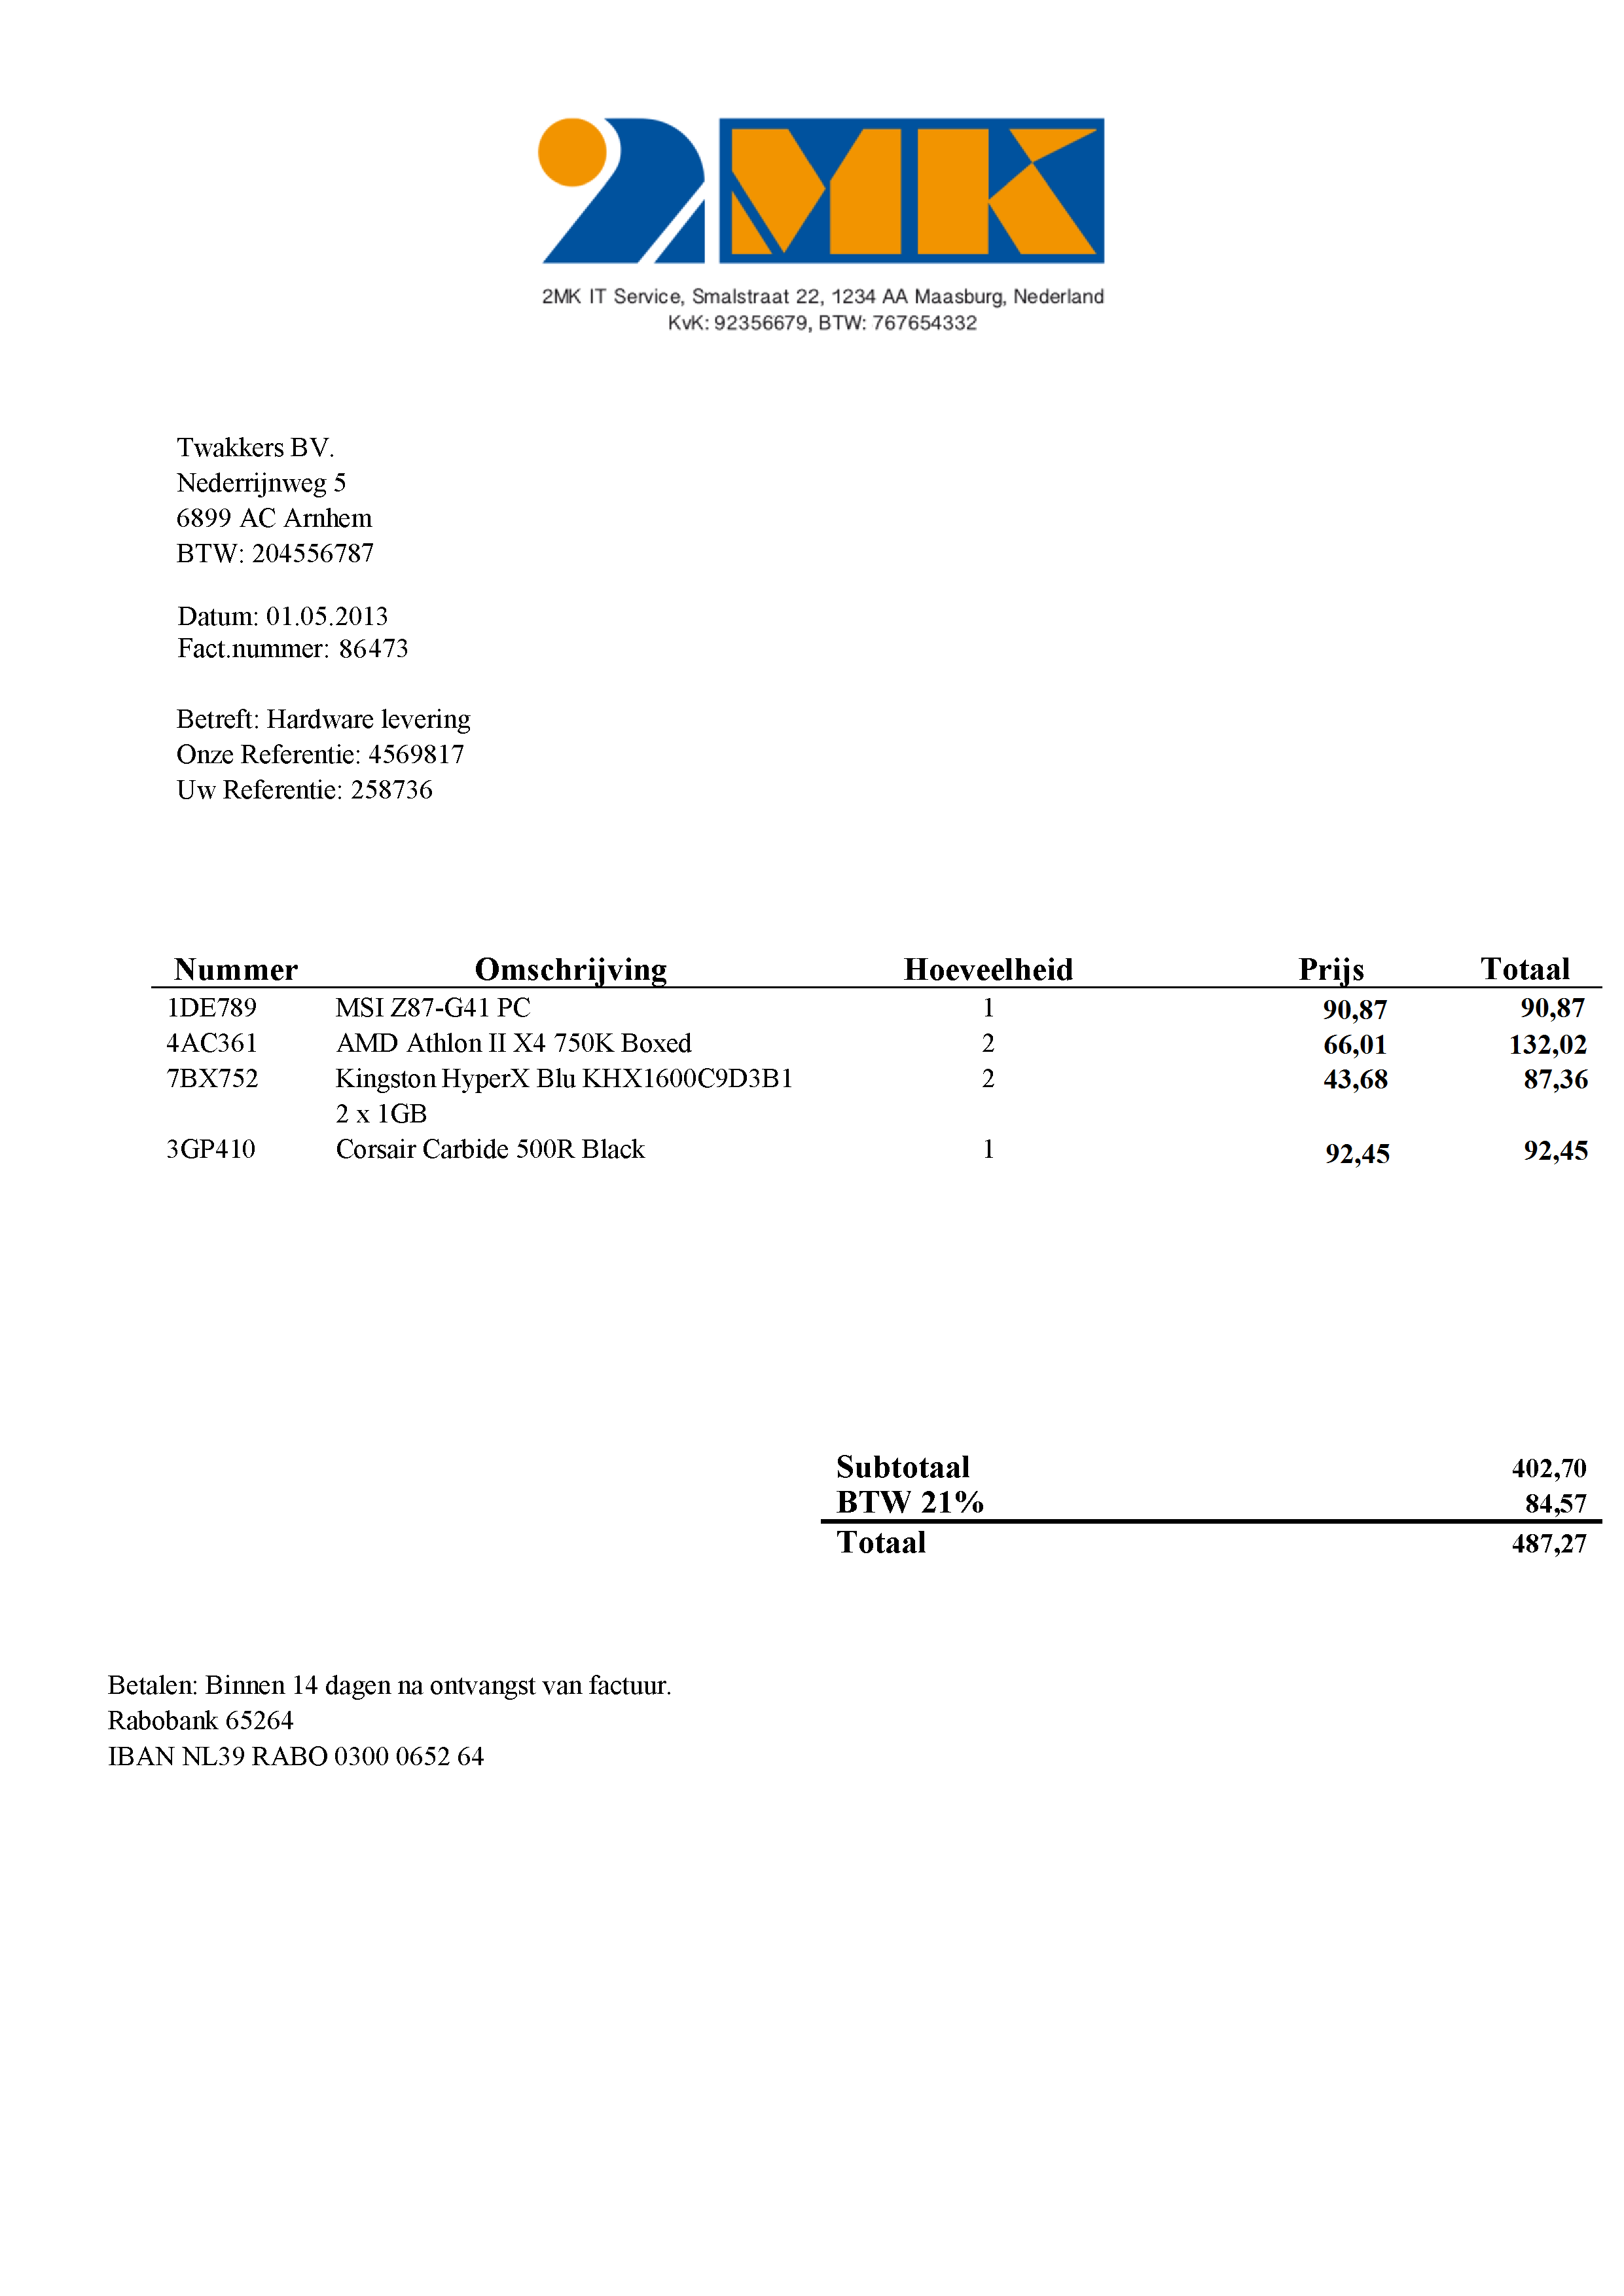 2MK
2MK IT Service, Smalstraat 22, 1234 AA Maasburg, Nederland
KvK: 92356679, BTW: 767654332
Twakkers BV.
Nederrijnweg 5
6899 AC Arnhem
BTW: 204556787
Datum: 01.05.2013
Fact.nummer: 86473
Betreft: Hardware levering
Onze Referentie: 4569817
Uw Referentie: 258736
Nummer Omschrijving Hoeveelheid Prijs Totaal
1DE789 MSI Z87-G41 PC 1 90,87 90,87
4AC361 AMD Athlon II X4 750K Boxed 2 66,01 132,02
7BX752 Kingston HyperX Blu KHX1600C9D3B1 2 43,68 87,36
2 x 1GB
3GP410 Corsair Carbide 500R Black 1 92,45 92,45
Subtotaal 402,70
BTW 21% 84,57
Totaal 487,27
Betalen: Binnen 14 dagen na ontvangst van factuur.
Rabobank 65264
IBAN NL39 RABO 0300 0652 64